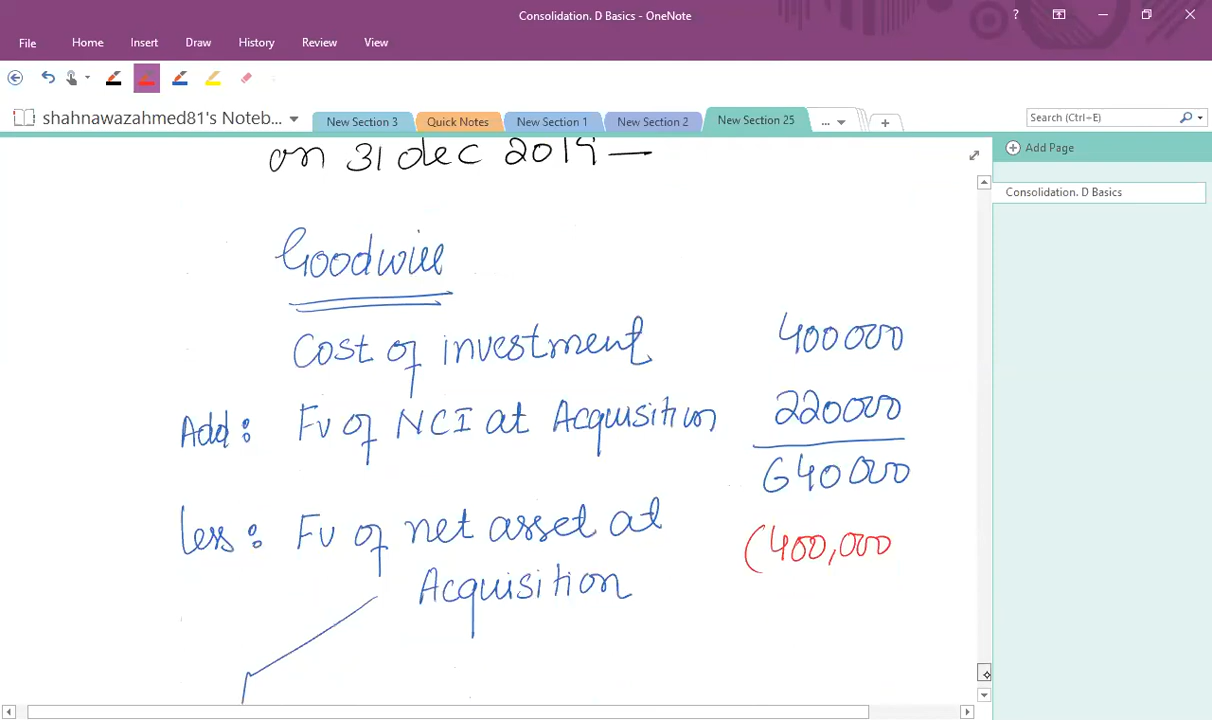 Consolidation. D Basics - OneNote
?
File Home Insert Draw History Review View
shahnawazahmed81's Noteb... New Section 3 Quick Notes New Section 1 New Section 2 New Section 25 ... + Search (Ctrl+E)
Add Page
Consolidation. D Basics
on 31 dec 2019 —
Goodwill
Cost of investment 400000
Add: Fv of NCI at Acquisition 220000
640000
less: Fv of net asset at (400,000
Acquisition